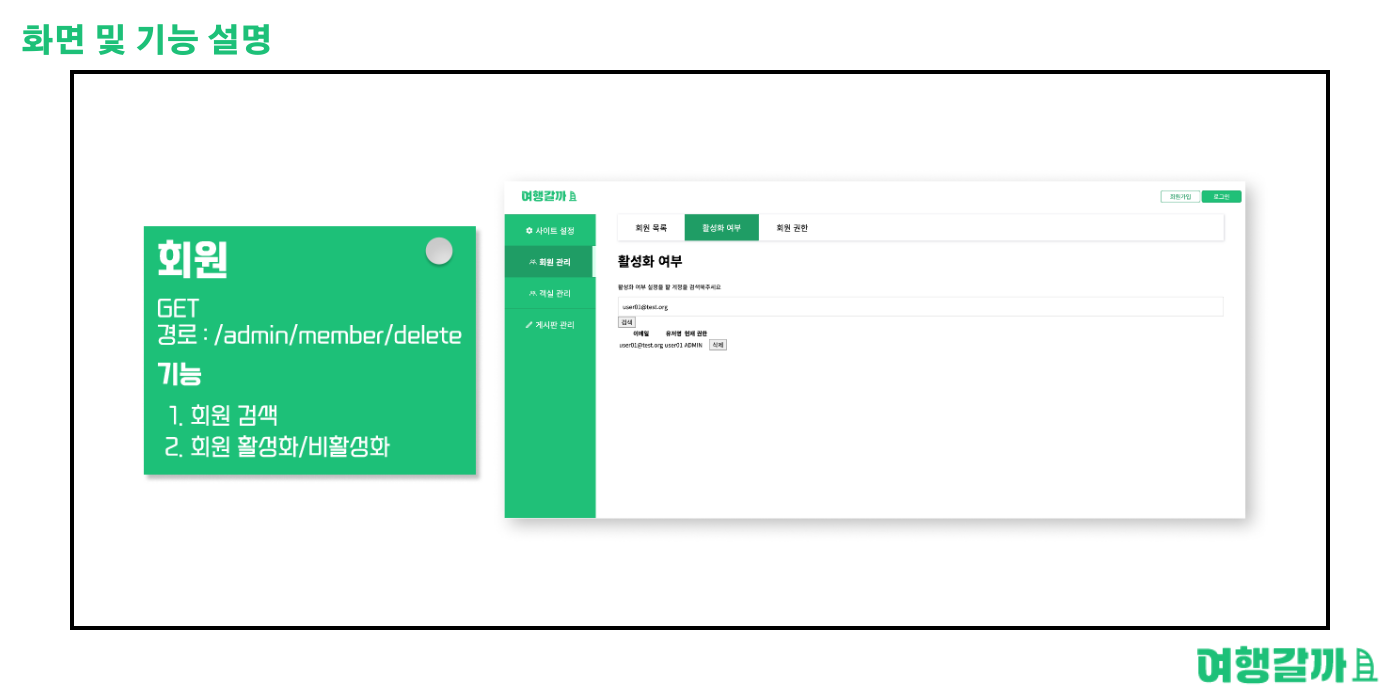 화면 및 기능 설명
회원
GET
경로 : /admin/member/delete
기능
1. 회원 검색
2. 회원 활성화/비활성화
여행갈까
회원가입 로그인
사이트 설정
회원 관리
객실 관리
게시판 관리
회원 목록 활성화 여부 회원 권한
활성화 여부
활성화 여부 설정을 할 계정을 검색해주세요
user01@test.org
검색
이메일 유저명 현재 권한
user01@test.org user01 ADMIN 삭제
여행갈까